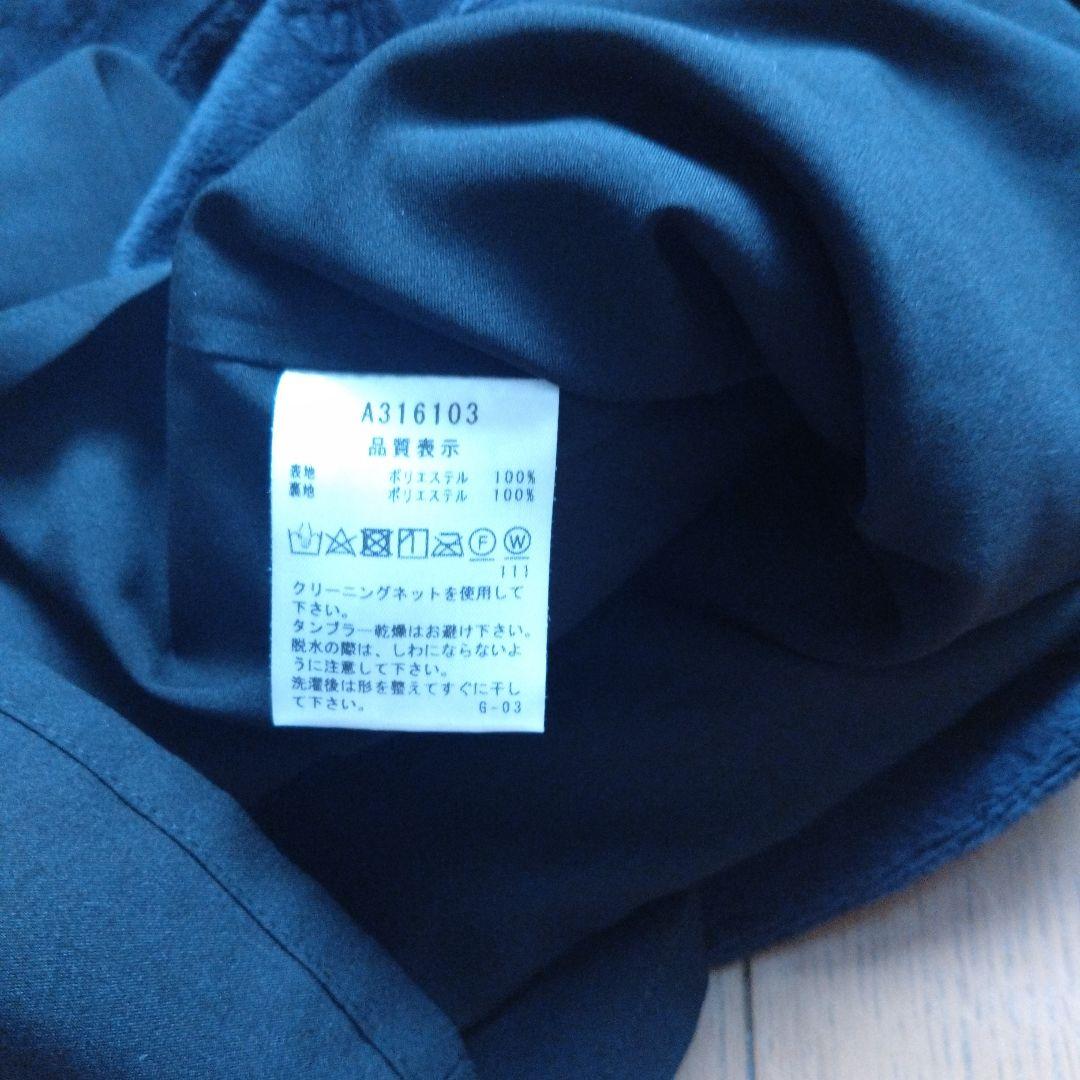 A316103
品質表示
表地 ポリエステル 100%
裏地 ポリエステル 100%
F W
クリーニングネットを使用して
下さい。
タンブラー乾燥はお避け下さい。
脱水の際は、しわにならないよ
うに注意して下さい。
洗濯後は形を整えてすぐに干し
て下さい。 G-03